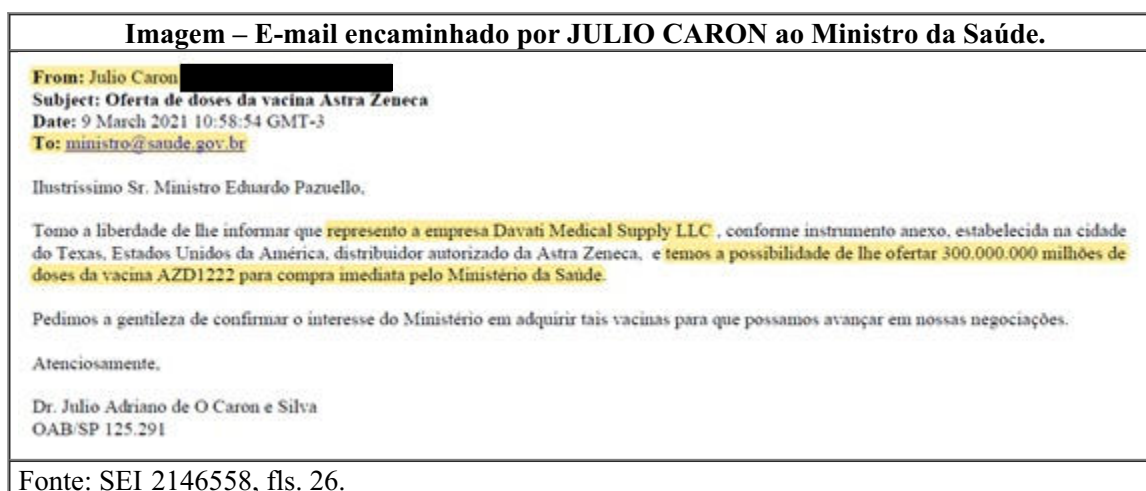 Imagem – E-mail encaminhado por JULIO CARON ao Ministro da Saúde.
From: Julio Caron
Subject: Oferta de doses da vacina Astra Zeneca
Date: 9 March 2021 10:58:54 GMT-3
To: ministro@saude.gov.br
Ilustríssimo Sr. Ministro Eduardo Pazuello,
Tomo a liberdade de lhe informar que represento a empresa Davati Medical Supply LLC , conforme instrumento anexo, estabelecida na cidade
do Texas, Estados Unidos da América, distribuidor autorizado da Astra Zeneca, e temos a possibilidade de lhe ofertar 300.000.000 milhões de
doses da vacina AZD1222 para compra imediata pelo Ministério da Saúde.
Pedimos a gentileza de confirmar o interesse do Ministério em adquirir tais vacinas para que possamos avançar em nossas negociações.
Atenciosamente,
Dr. Julio Adriano de O Caron e Silva
OAB/SP 125.291
Fonte: SEI 2146558, fls. 26.